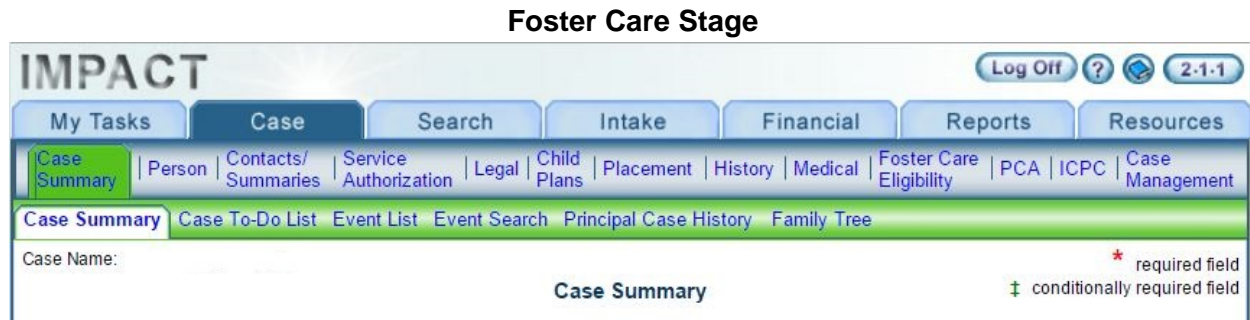 Foster Care Stage
IMPACT
Log Off ? 2-1-1
My Tasks Case Search Intake Financial Reports Resources
Case Summary | Person | Contacts/ Summaries | Service Authorization | Legal | Child Plans | Placement | History | Medical | Foster Care Eligibility | PCA | ICPC | Case Management
Case Summary Case To-Do List Event List Event Search Principal Case History Family Tree
Case Name:
* required field
Case Summary
‡ conditionally required field